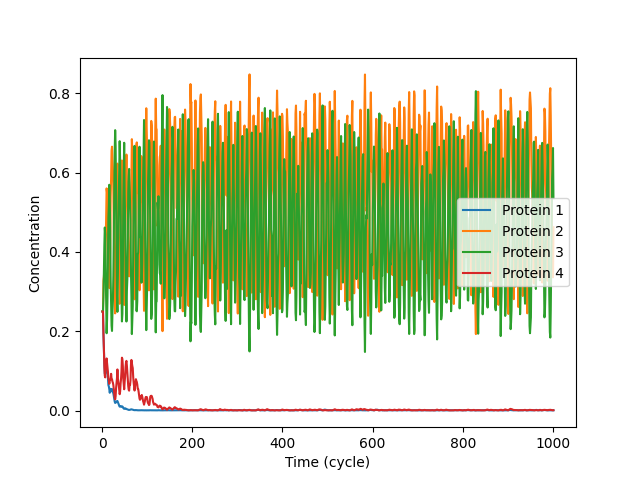 0.8
0.6
0.4
0.2
0.0
Concentration
Protein 1
Protein 2
Protein 3
Protein 4
0 200 400 600 800 1000
Time (cycle)